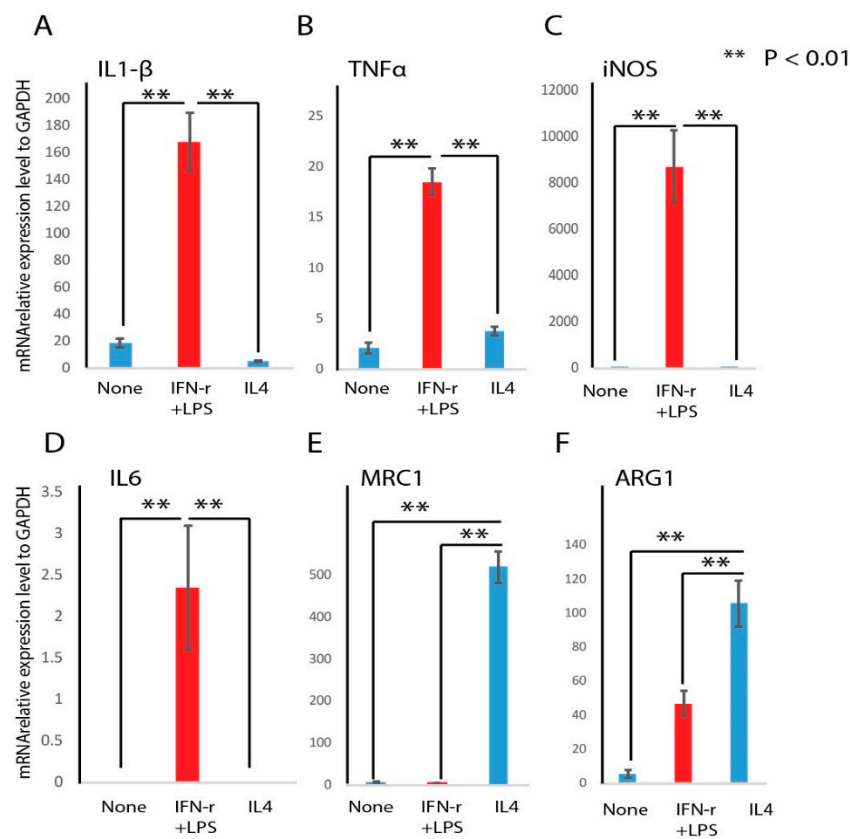 A
IL1-β
mRNArelative expression level to GAPDH
200
180
160
140
120
100
80
60
40
20
0
** **
None IFN-r IL4
+LPS
B
TNFα
25
20
15
10
5
0
** **
None IFN-r IL4
+LPS
C
iNOS
** P < 0.01
12000
10000
8000
6000
4000
2000
0
** **
None IFN-r IL4
+LPS
D
IL6
mRNArelative expression level to GAPDH
3.5
3
2.5
2
1.5
1
0.5
0
** **
None IFN-r IL4
+LPS
E
MRC1
500
400
300
200
100
0
**
**
None IFN-r IL4
+LPS
F
ARG1
140
120
100
80
60
40
20
0
**
**
None IFN-r IL4
+LPS